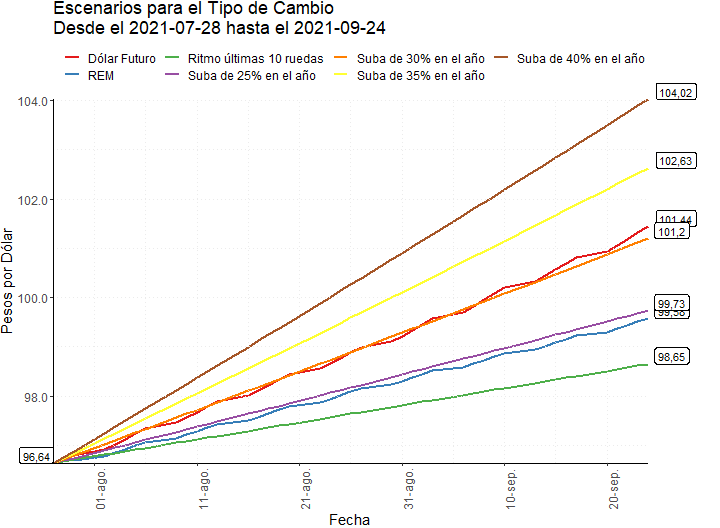 Escenarios para el Tipo de Cambio
Desde el 2021-07-28 hasta el 2021-09-24
Dólar Futuro
Ritmo últimas 10 ruedas
Suba de 30% en el año
Suba de 40% en el año
REM
Suba de 25% en el año
Suba de 35% en el año
Pesos por Dólar
104.0
102.0
100.0
98.0
96,64
104,02
102,63
101,44
101,2
99,73
99,58
98,65
01-ago.
11-ago.
21-ago.
31-ago.
10-sep.
20-sep.
Fecha